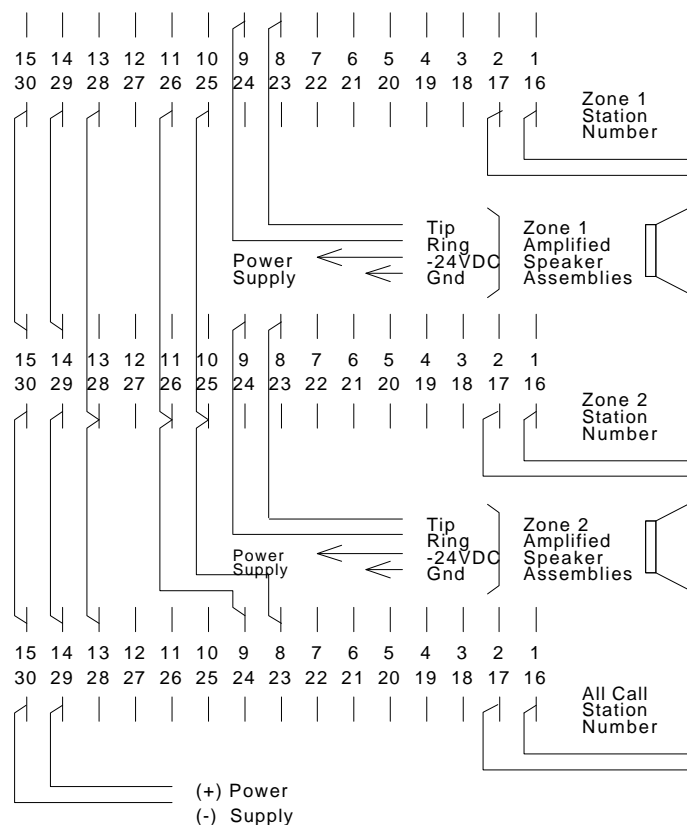 15 14 13 12 11 10 9 8 7 6 5 4 3 2 1
30 29 28 27 26 25 24 23 22 21 20 19 18 17 16
Zone 1
Station
Number
Tip
Ring
-24VDC
Gnd
Power
Supply
Zone 1
Amplified
Speaker
Assemblies
15 14 13 12 11 10 9 8 7 6 5 4 3 2 1
30 29 28 27 26 25 24 23 22 21 20 19 18 17 16
Zone 2
Station
Number
Tip
Ring
-24VDC
Gnd
Power
Supply
Zone 2
Amplified
Speaker
Assemblies
15 14 13 12 11 10 9 8 7 6 5 4 3 2 1
30 29 28 27 26 25 24 23 22 21 20 19 18 17 16
All Call
Station
Number
(+) Power
(-) Supply